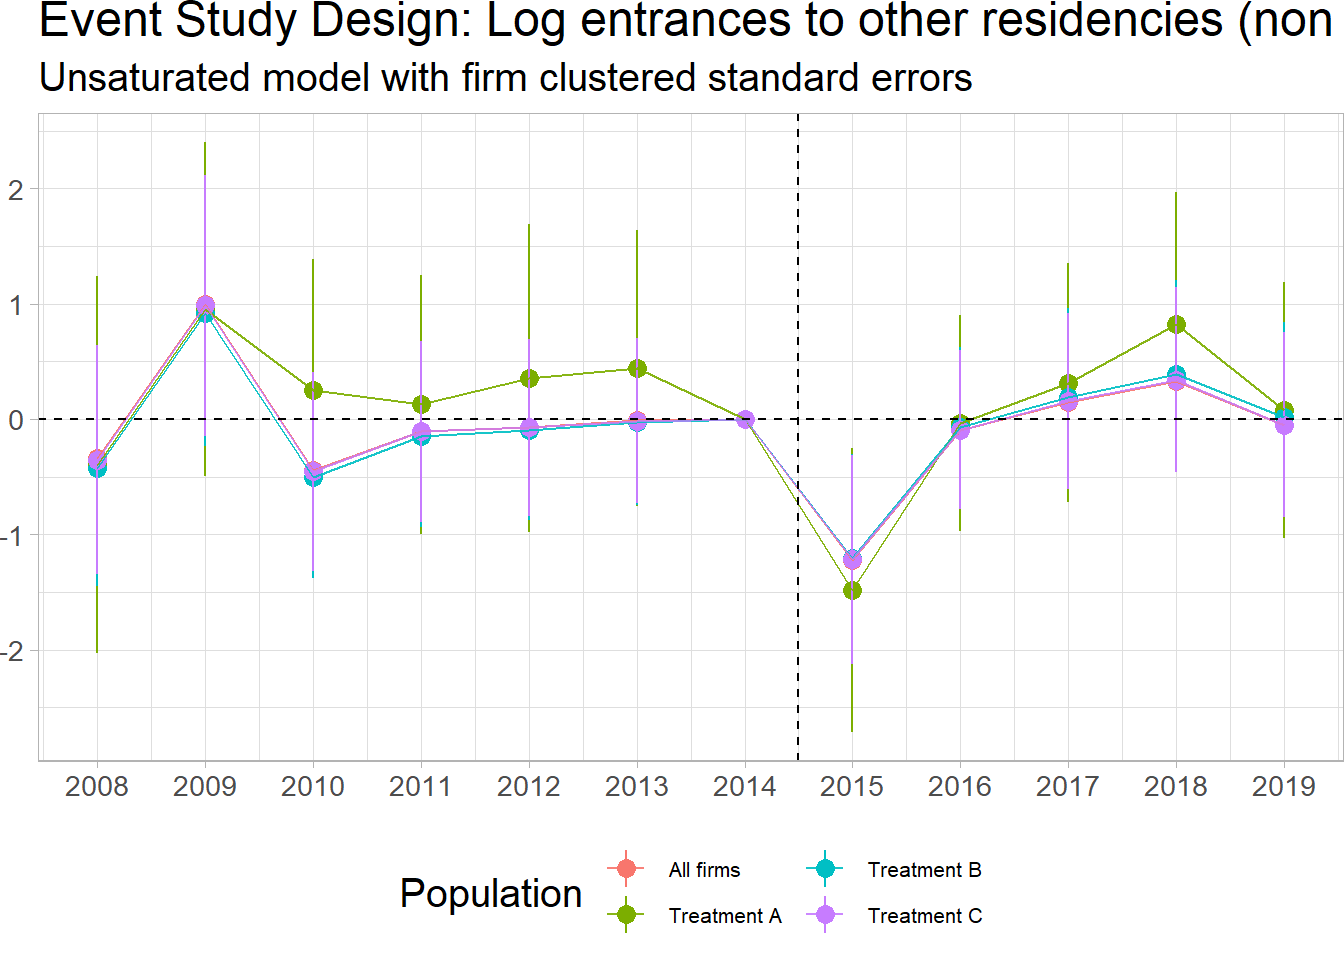 Event Study Design: Log entrances to other residencies (non
Unsaturated model with firm clustered standard errors
2
1
0
-1
-2
2008 2009 2010 2011 2012 2013 2014 2015 2016 2017 2018 2019
Population
All firms
Treatment A
Treatment B
Treatment C